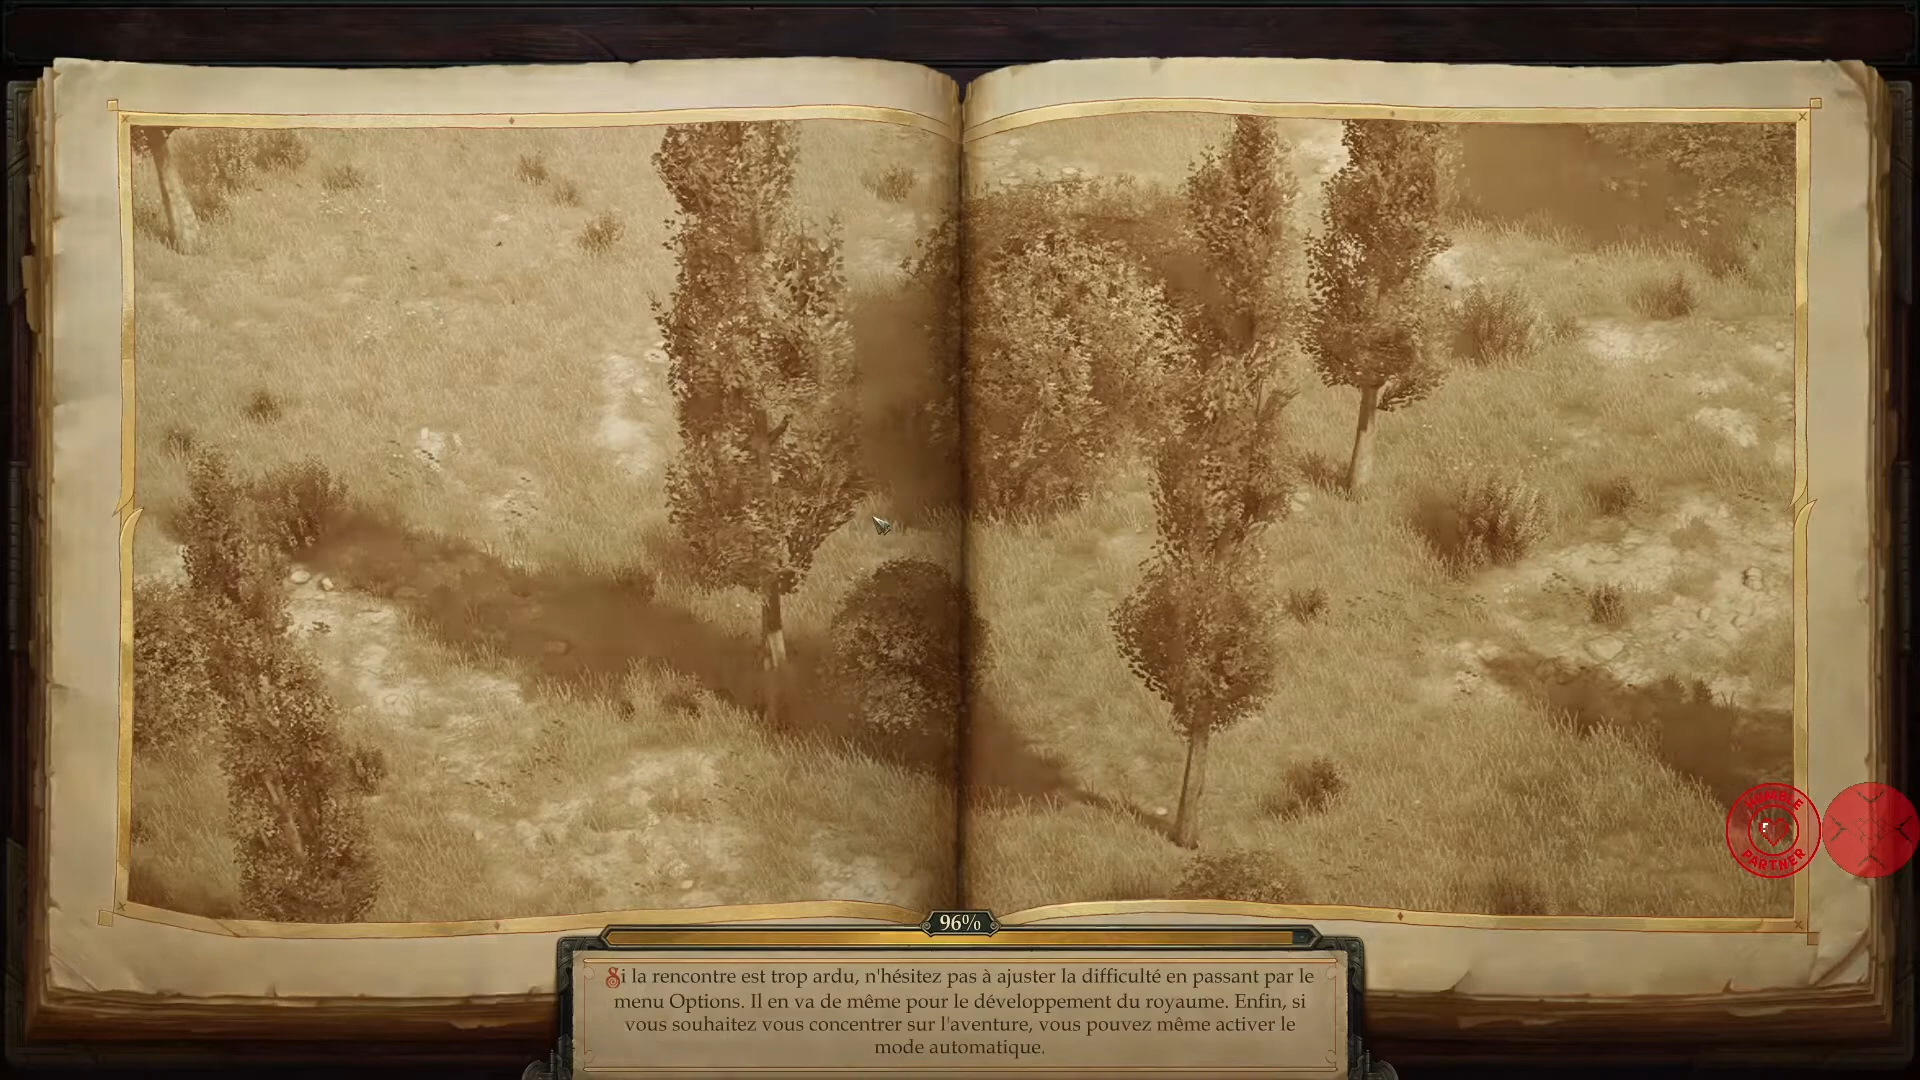 HUMBLE
PARTNER
96%
Si la rencontre est trop ardu, n'hésitez pas à ajuster la difficulté en passant par le
menu Options. Il en va de même pour le développement du royaume. Enfin, si
vous souhaitez vous concentrer sur l'aventure, vous pouvez même activer le
mode automatique.